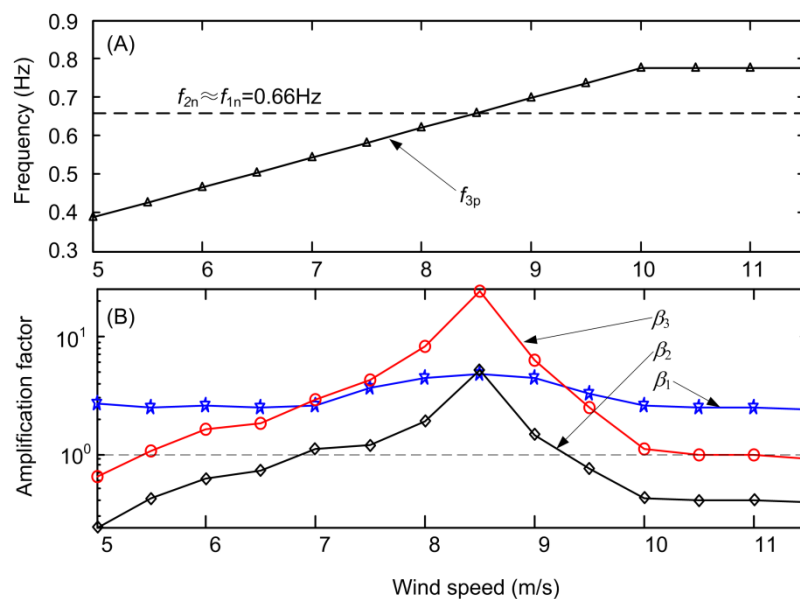 (A)
Frequency (Hz)
0.9
0.8
0.7
0.6
0.5
0.4
0.3
f2n≈f1n=0.66Hz
f3p
5 6 7 8 9 10 11
(B)
Amplification factor
10¹
10⁰
β3
β2
β1
5 6 7 8 9 10 11
Wind speed (m/s)